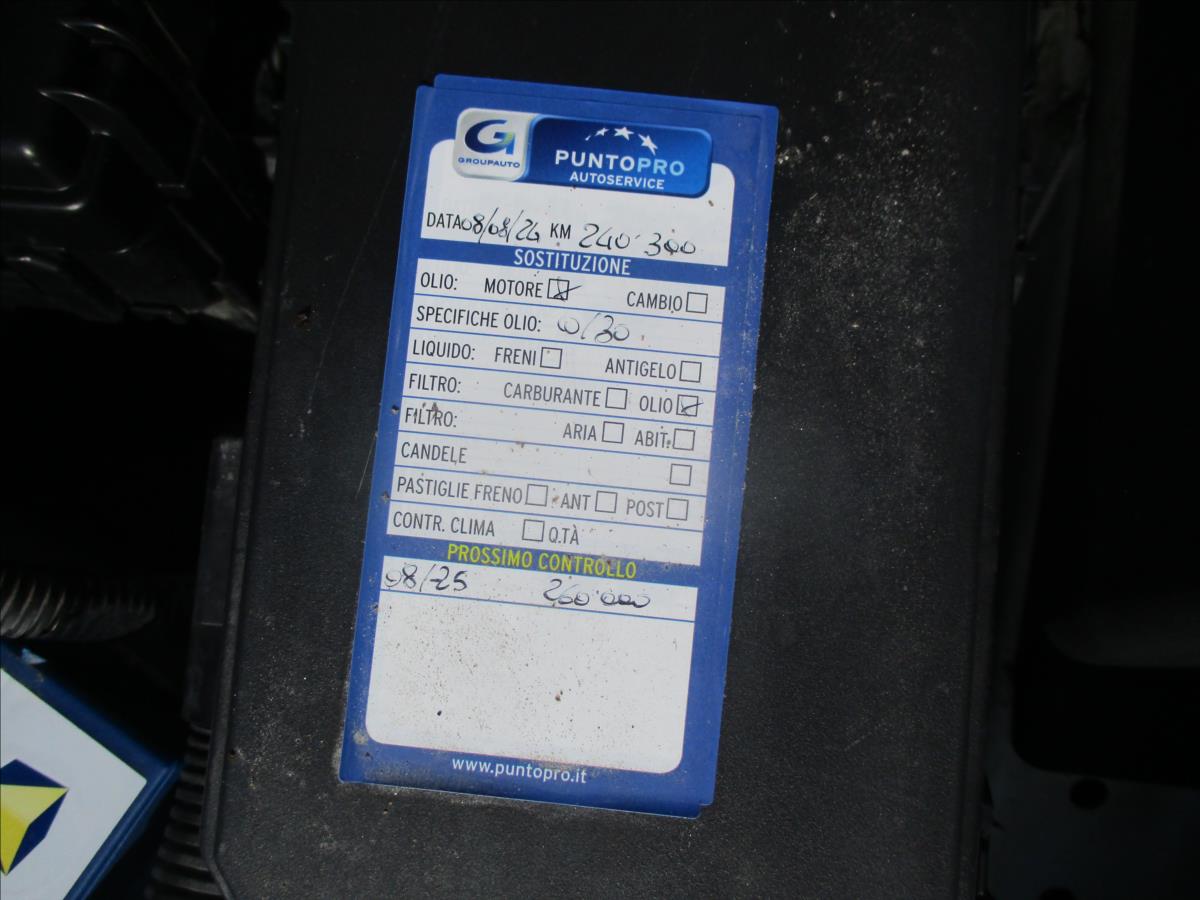 G
GROUPAUTO
PUNTOPRO
AUTOSERVICE
DATA 08/08/24 KM 240'300
SOSTITUZIONE
OLIO: MOTORE CAMBIO
SPECIFICHE OLIO: 0/30
LIQUIDO: FRENI ANTIGELO
FILTRO: CARBURANTE OLIO
FILTRO: ARIA ABIT.
CANDELE
PASTIGLIE FRENO ANT POST
CONTR. CLIMA Q.TÀ
PROSSIMO CONTROLLO
08/25 260'000
www.puntopro.it